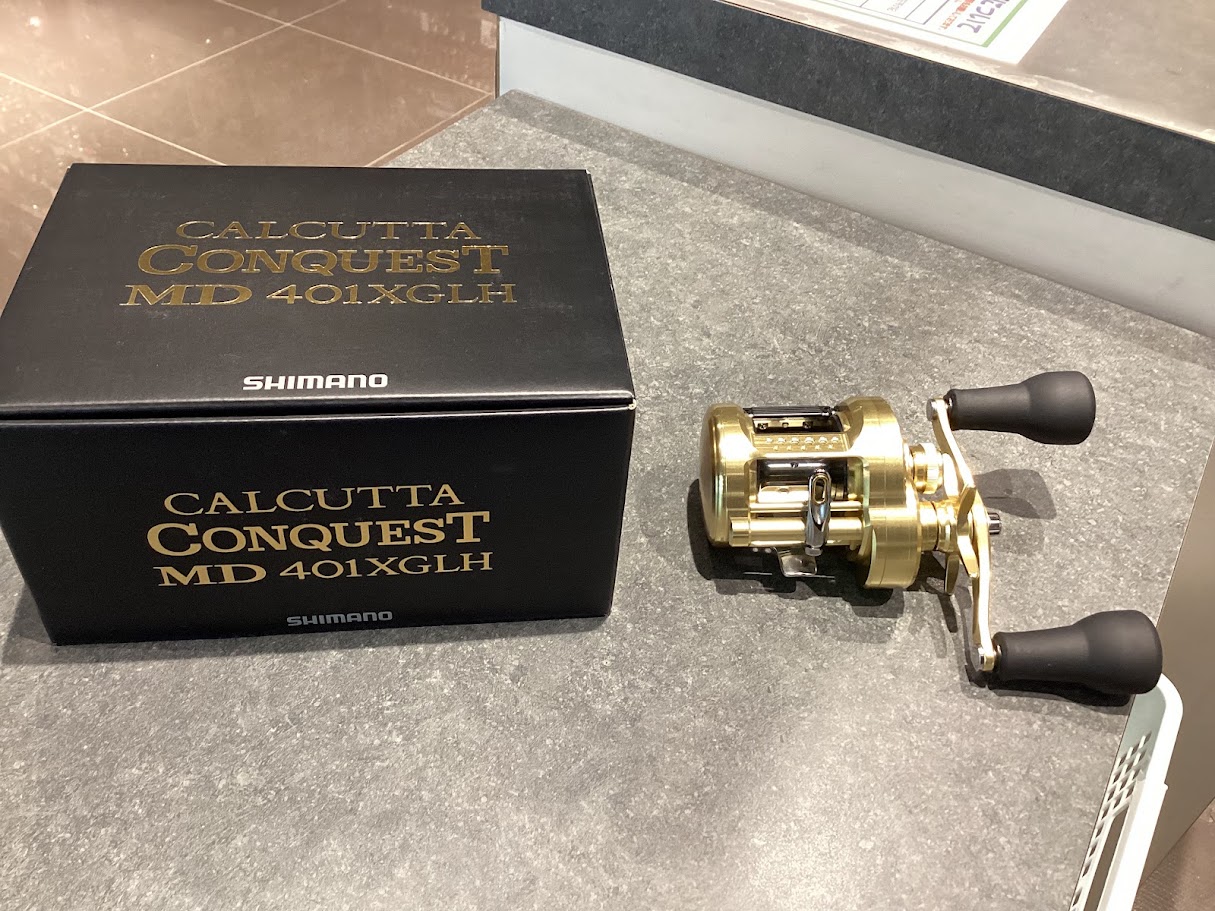 CALCUTTA
CONQUEST
MD 401XGLH
SHIMANO
CALCUTTA
CONQUEST
MD 401XGLH
SHIMANO